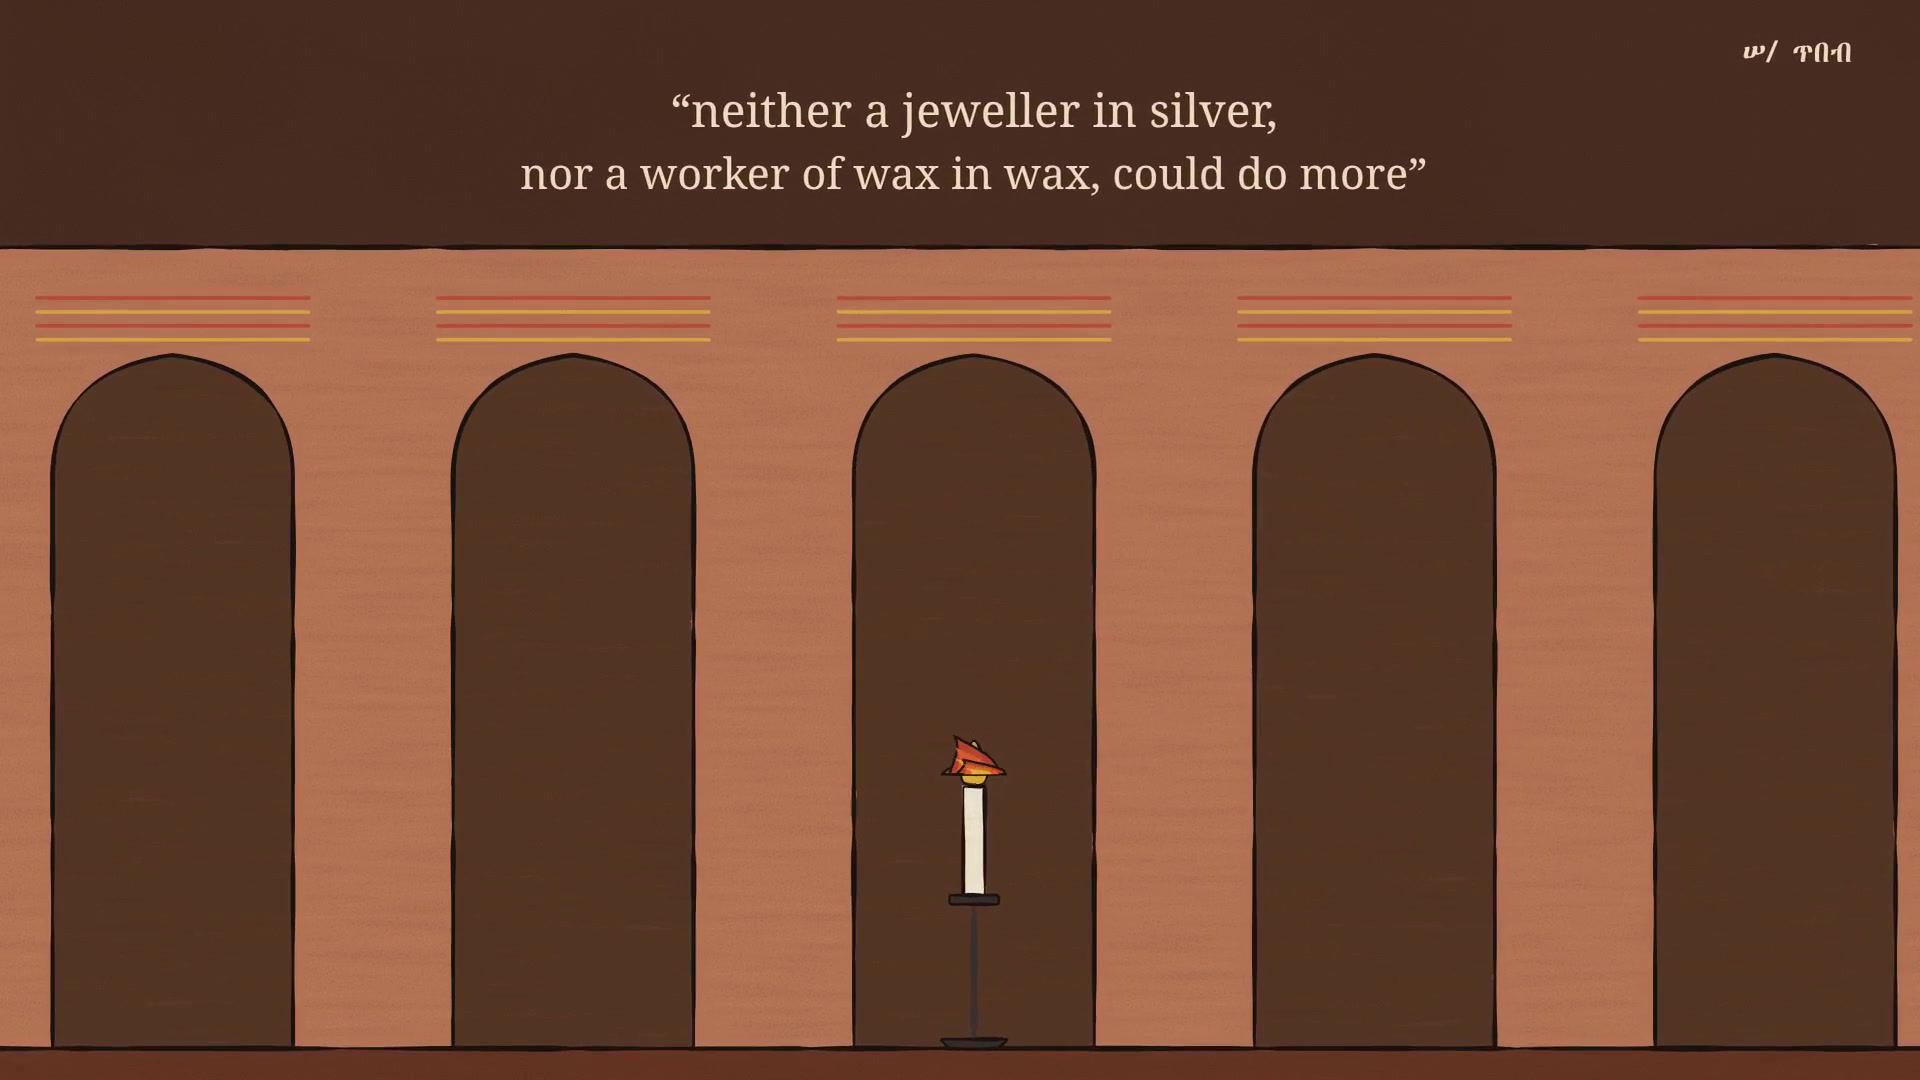 ሠ/ ጥበብ
“neither a jeweller in silver,
nor a worker of wax in wax, could do more”